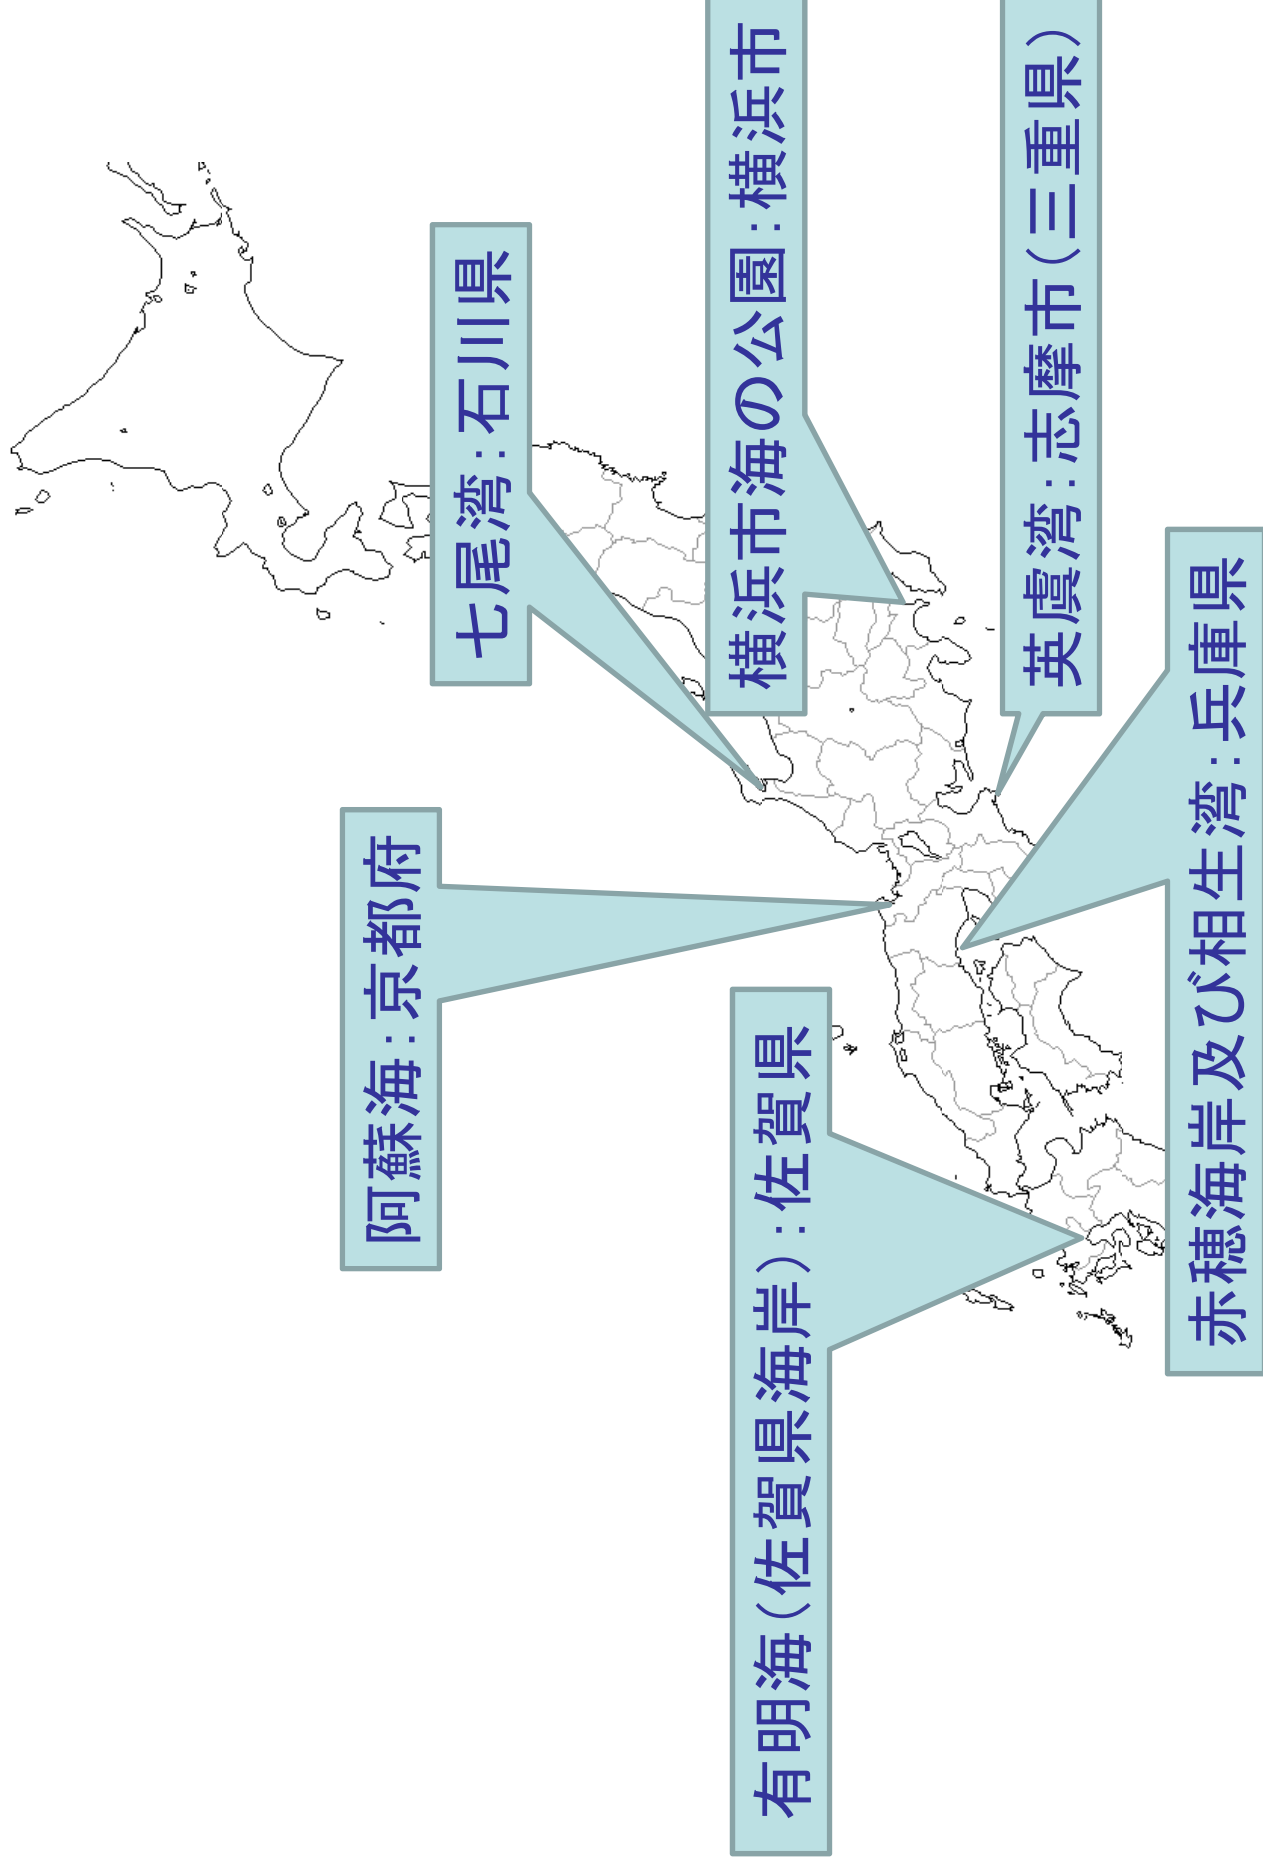 阿蘇海：京都府
七尾湾：石川県
有明海（佐賀県海岸）：佐賀県
横浜市海の公園：横浜市
英虞湾：志摩市（三重県）
赤穂海岸及び相生湾：兵庫県